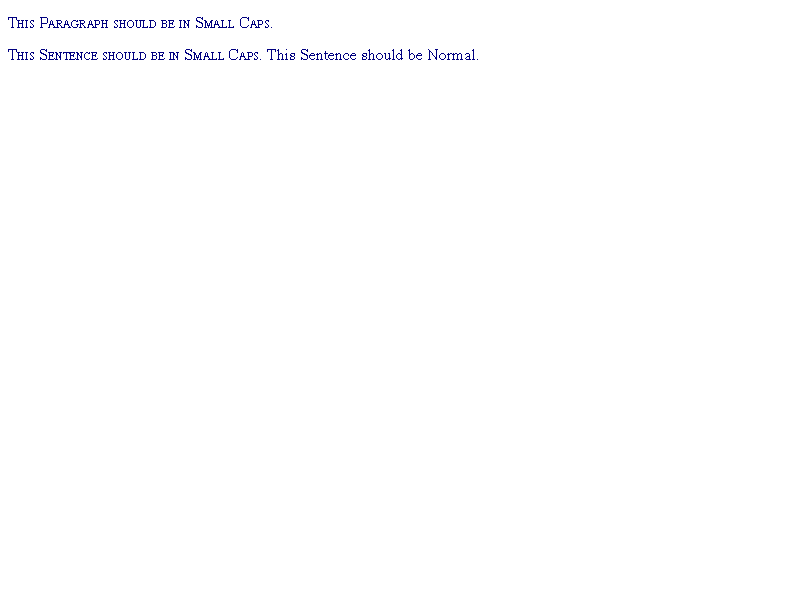 This Paragraph should be in Small Caps.
This Sentence should be in Small Caps. This Sentence should be Normal.